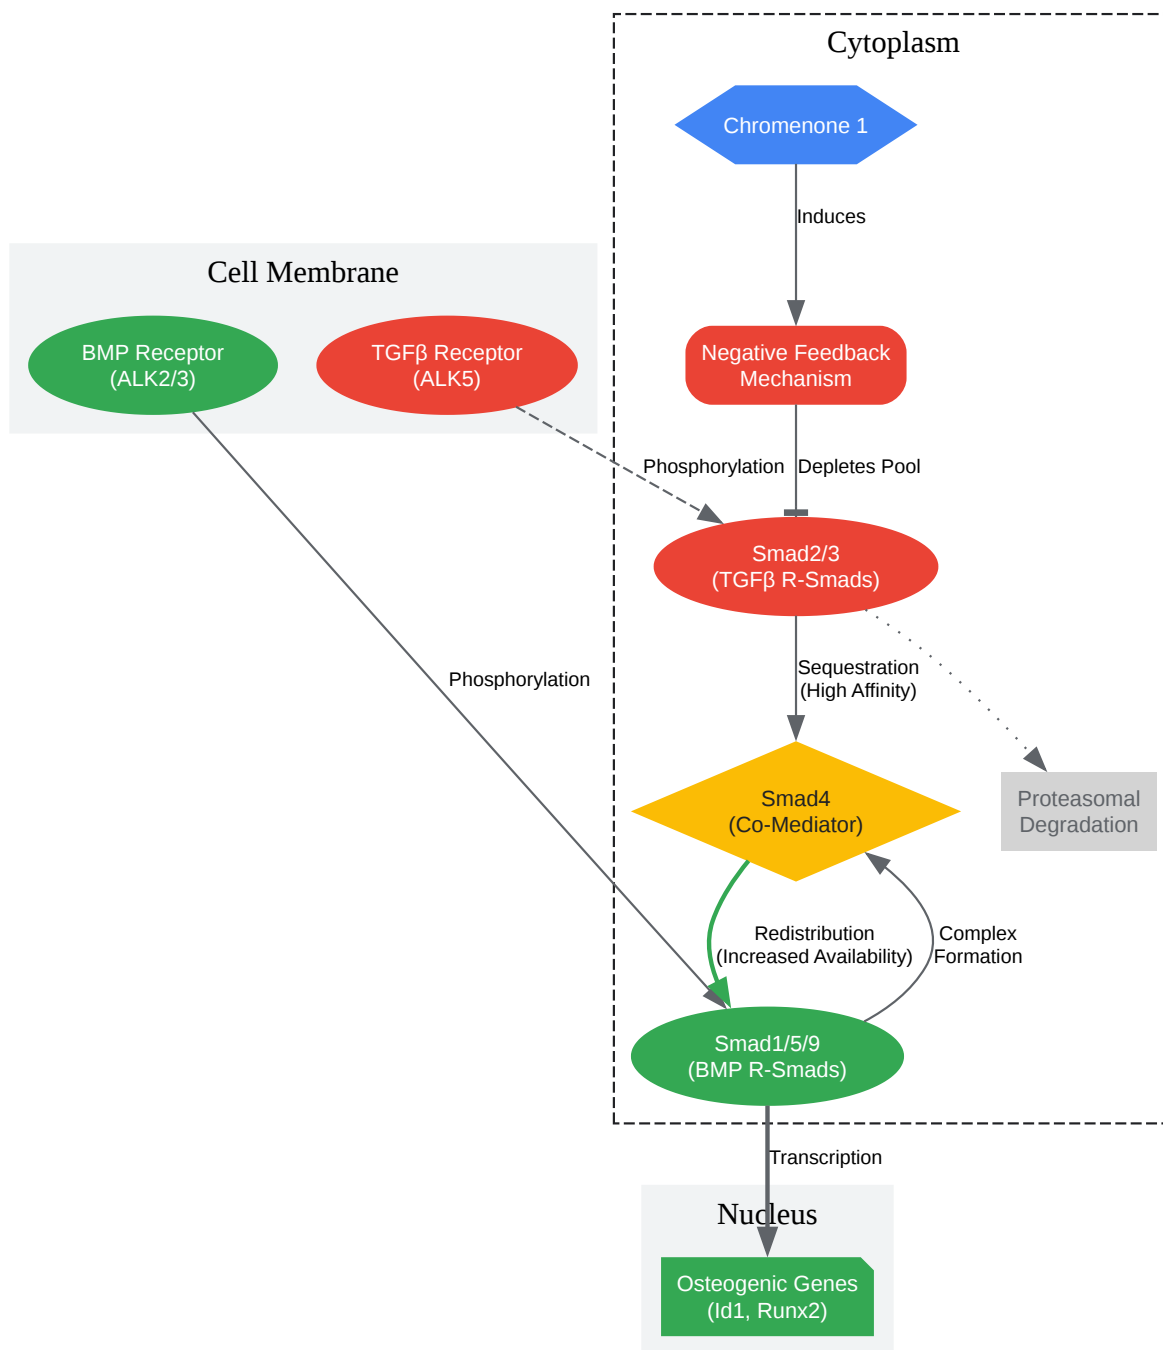 Cytoplasm
Chromenone 1
Induces
Cell Membrane
BMP Receptor
(ALK2/3)
TGFβ Receptor
(ALK5)
Negative Feedback
Mechanism
Phosphorylation
Depletes Pool
Smad2/3
(TGFβ R-Smads)
Phosphorylation
Sequestration
(High Affinity)
Smad4
(Co-Mediator)
Proteasomal
Degradation
Redistribution
(Increased Availability)
Complex
Formation
Smad1/5/9
(BMP R-Smads)
Transcription
Nucleus
Osteogenic Genes
(Id1, Runx2)